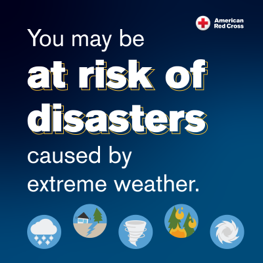 American
Red Cross
You may be
at risk of
disasters
caused by
extreme weather.